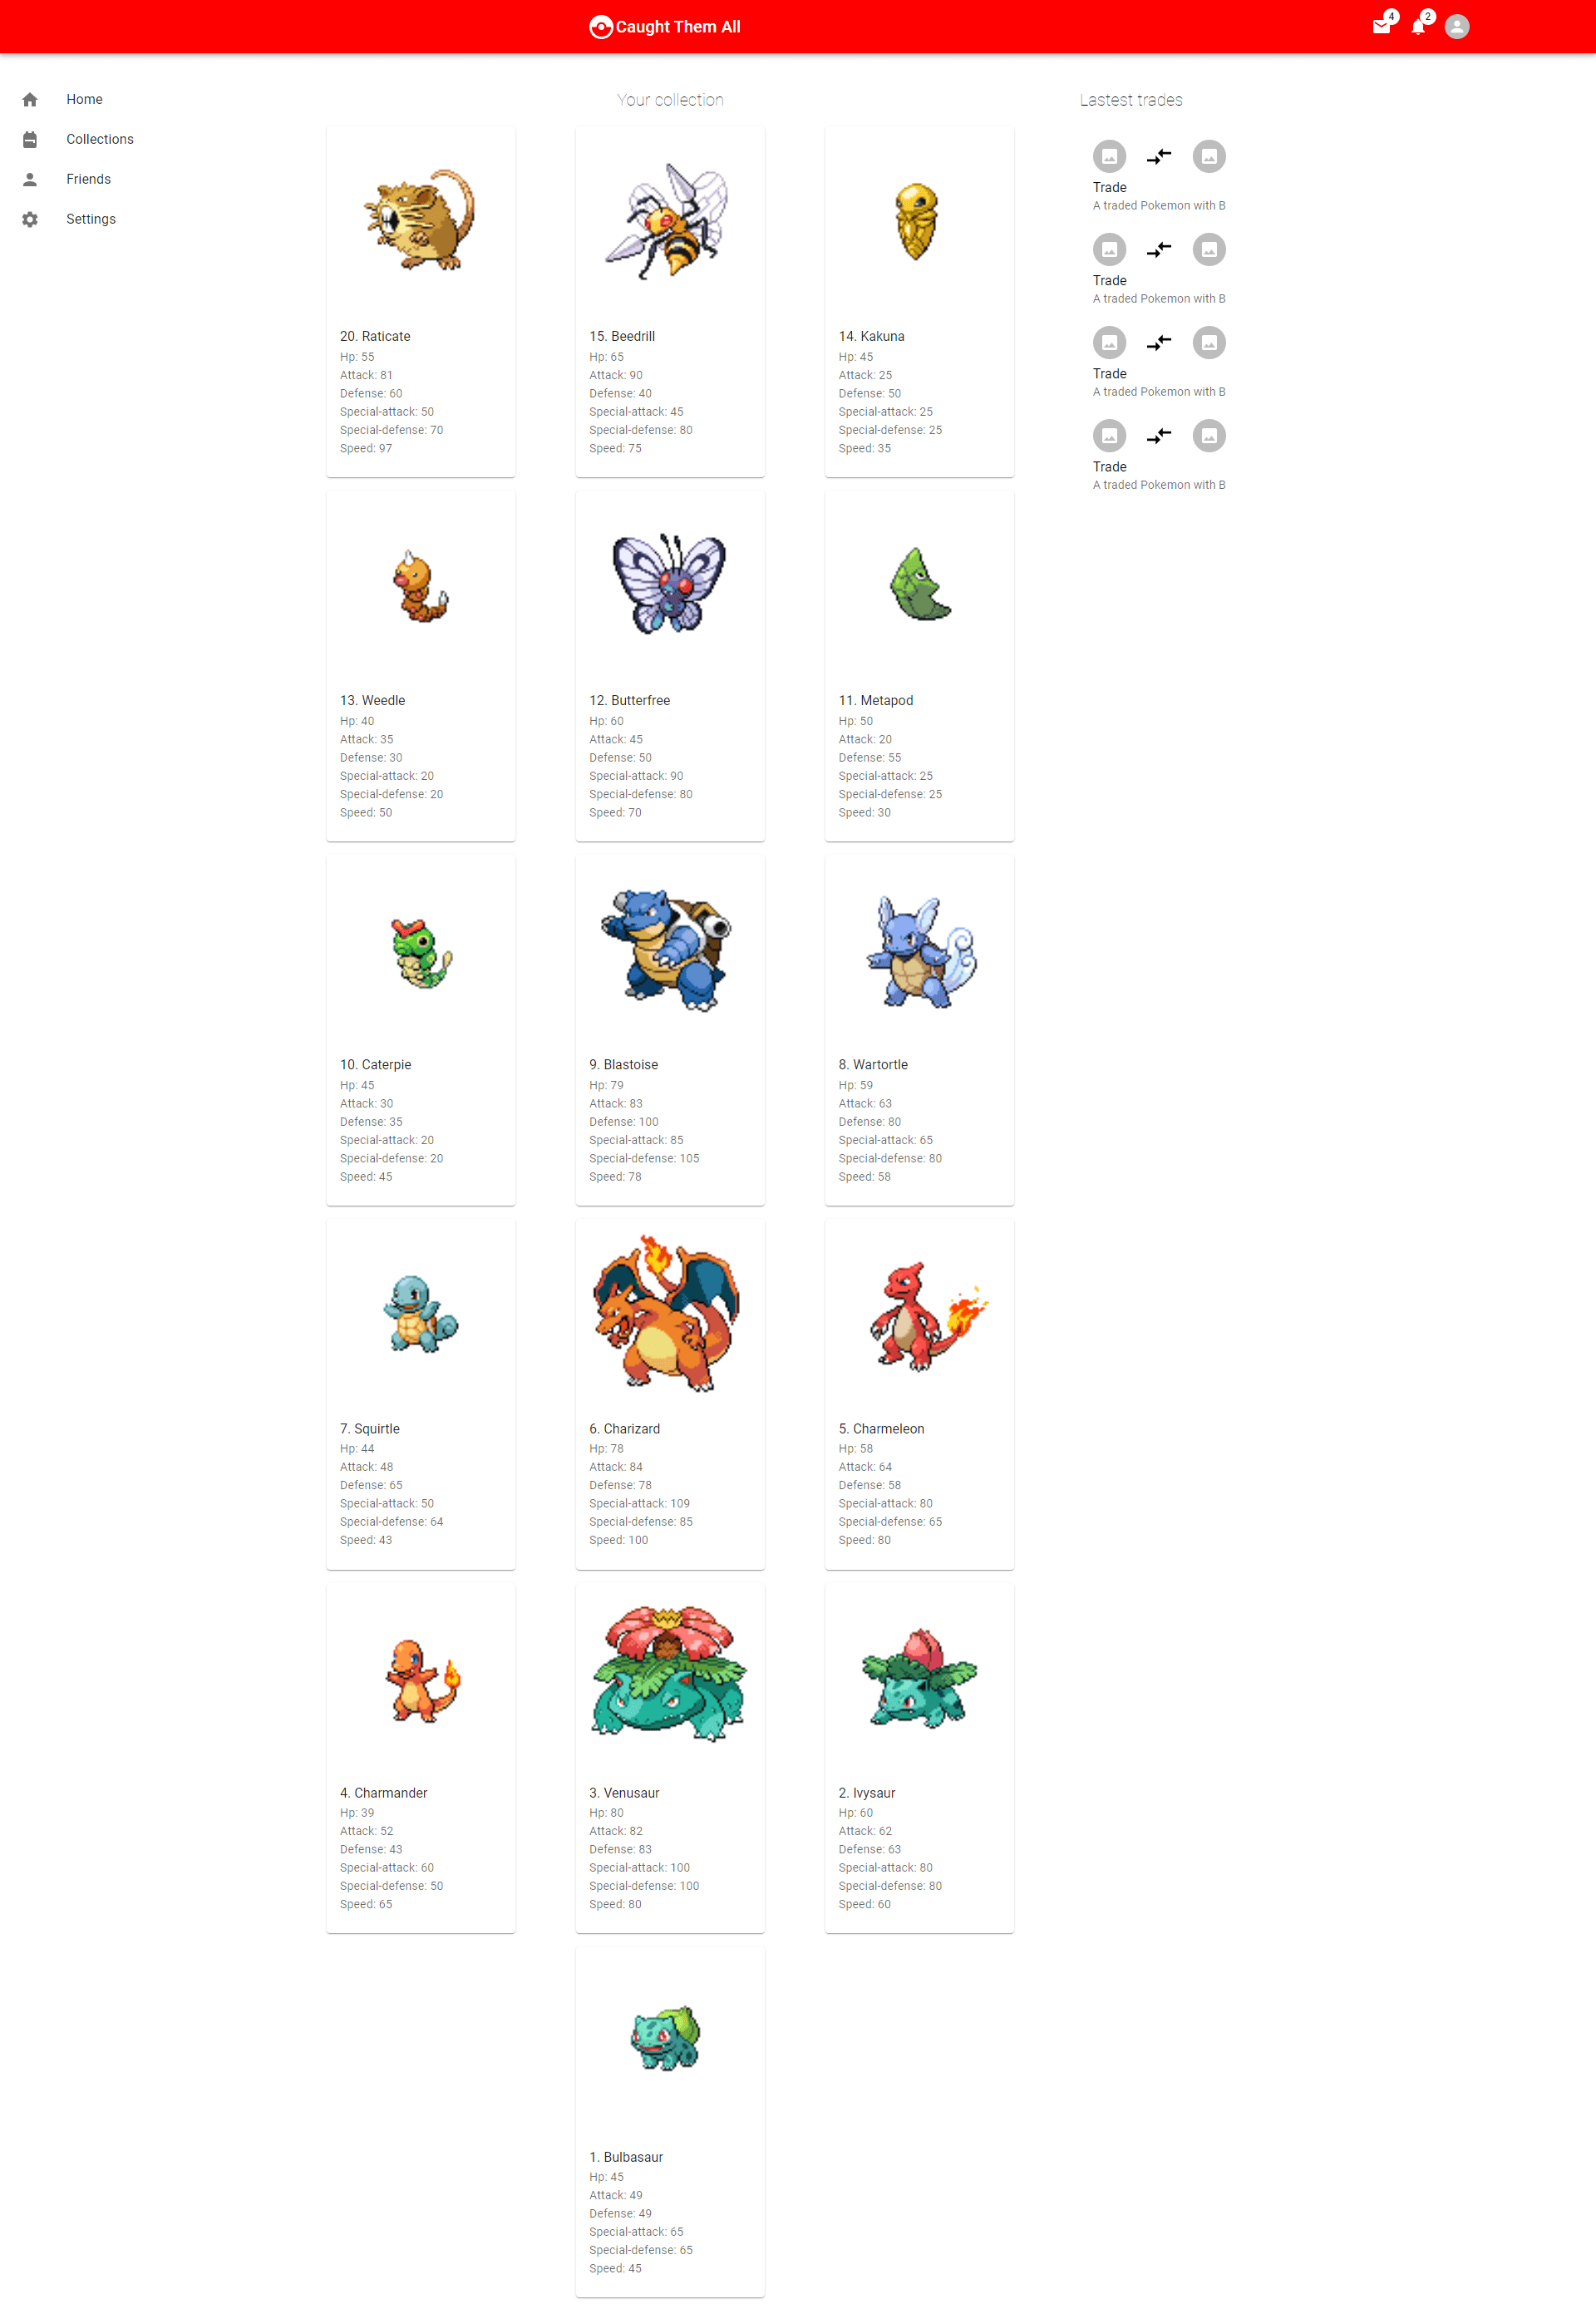 Caught Them All
4
2
Home
Collections
Friends
Settings
Your collection
20. Raticate
Hp: 55
Attack: 81
Defense: 60
Special-attack: 50
Special-defense: 70
Speed: 97
15. Beedrill
Hp: 65
Attack: 90
Defense: 40
Special-attack: 45
Special-defense: 80
Speed: 75
14. Kakuna
Hp: 45
Attack: 25
Defense: 50
Special-attack: 25
Special-defense: 25
Speed: 35
13. Weedle
Hp: 40
Attack: 35
Defense: 30
Special-attack: 20
Special-defense: 20
Speed: 50
12. Butterfree
Hp: 60
Attack: 45
Defense: 50
Special-attack: 90
Special-defense: 80
Speed: 70
11. Metapod
Hp: 50
Attack: 20
Defense: 55
Special-attack: 25
Special-defense: 25
Speed: 30
10. Caterpie
Hp: 45
Attack: 30
Defense: 35
Special-attack: 20
Special-defense: 20
Speed: 45
9. Blastoise
Hp: 79
Attack: 83
Defense: 100
Special-attack: 85
Special-defense: 105
Speed: 78
8. Wartortle
Hp: 59
Attack: 63
Defense: 80
Special-attack: 65
Special-defense: 80
Speed: 58
7. Squirtle
Hp: 44
Attack: 48
Defense: 65
Special-attack: 50
Special-defense: 64
Speed: 43
6. Charizard
Hp: 78
Attack: 84
Defense: 78
Special-attack: 109
Special-defense: 85
Speed: 100
5. Charmeleon
Hp: 58
Attack: 64
Defense: 58
Special-attack: 80
Special-defense: 65
Speed: 80
4. Charmander
Hp: 39
Attack: 52
Defense: 43
Special-attack: 60
Special-defense: 50
Speed: 65
3. Venusaur
Hp: 80
Attack: 82
Defense: 83
Special-attack: 100
Special-defense: 100
Speed: 80
2. Ivysaur
Hp: 60
Attack: 62
Defense: 63
Special-attack: 80
Special-defense: 80
Speed: 60
1. Bulbasaur
Hp: 45
Attack: 49
Defense: 49
Special-attack: 65
Special-defense: 65
Speed: 45
Lastest trades
Trade
A traded Pokemon with B
Trade
A traded Pokemon with B
Trade
A traded Pokemon with B
Trade
A traded Pokemon with B